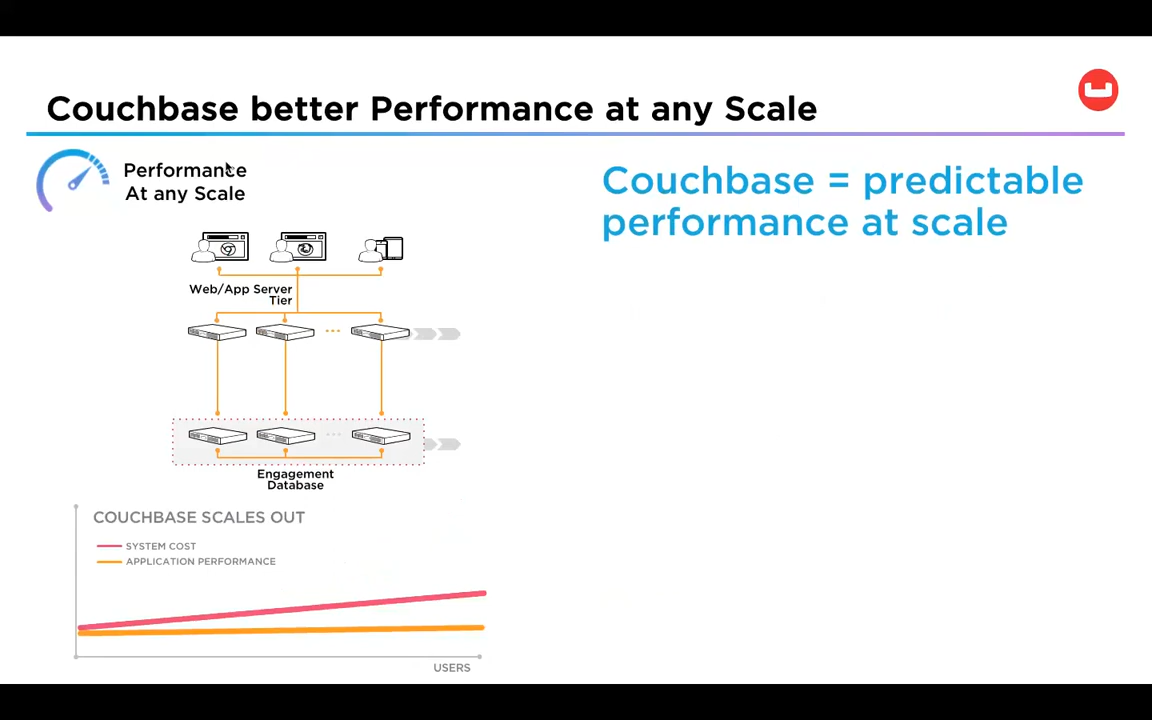 Couchbase better Performance at any Scale
Performance
At any Scale
Couchbase = predictable
performance at scale
Web/App Server
Tier
Engagement
Database
COUCHBASE SCALES OUT
SYSTEM COST
APPLICATION PERFORMANCE
USERS